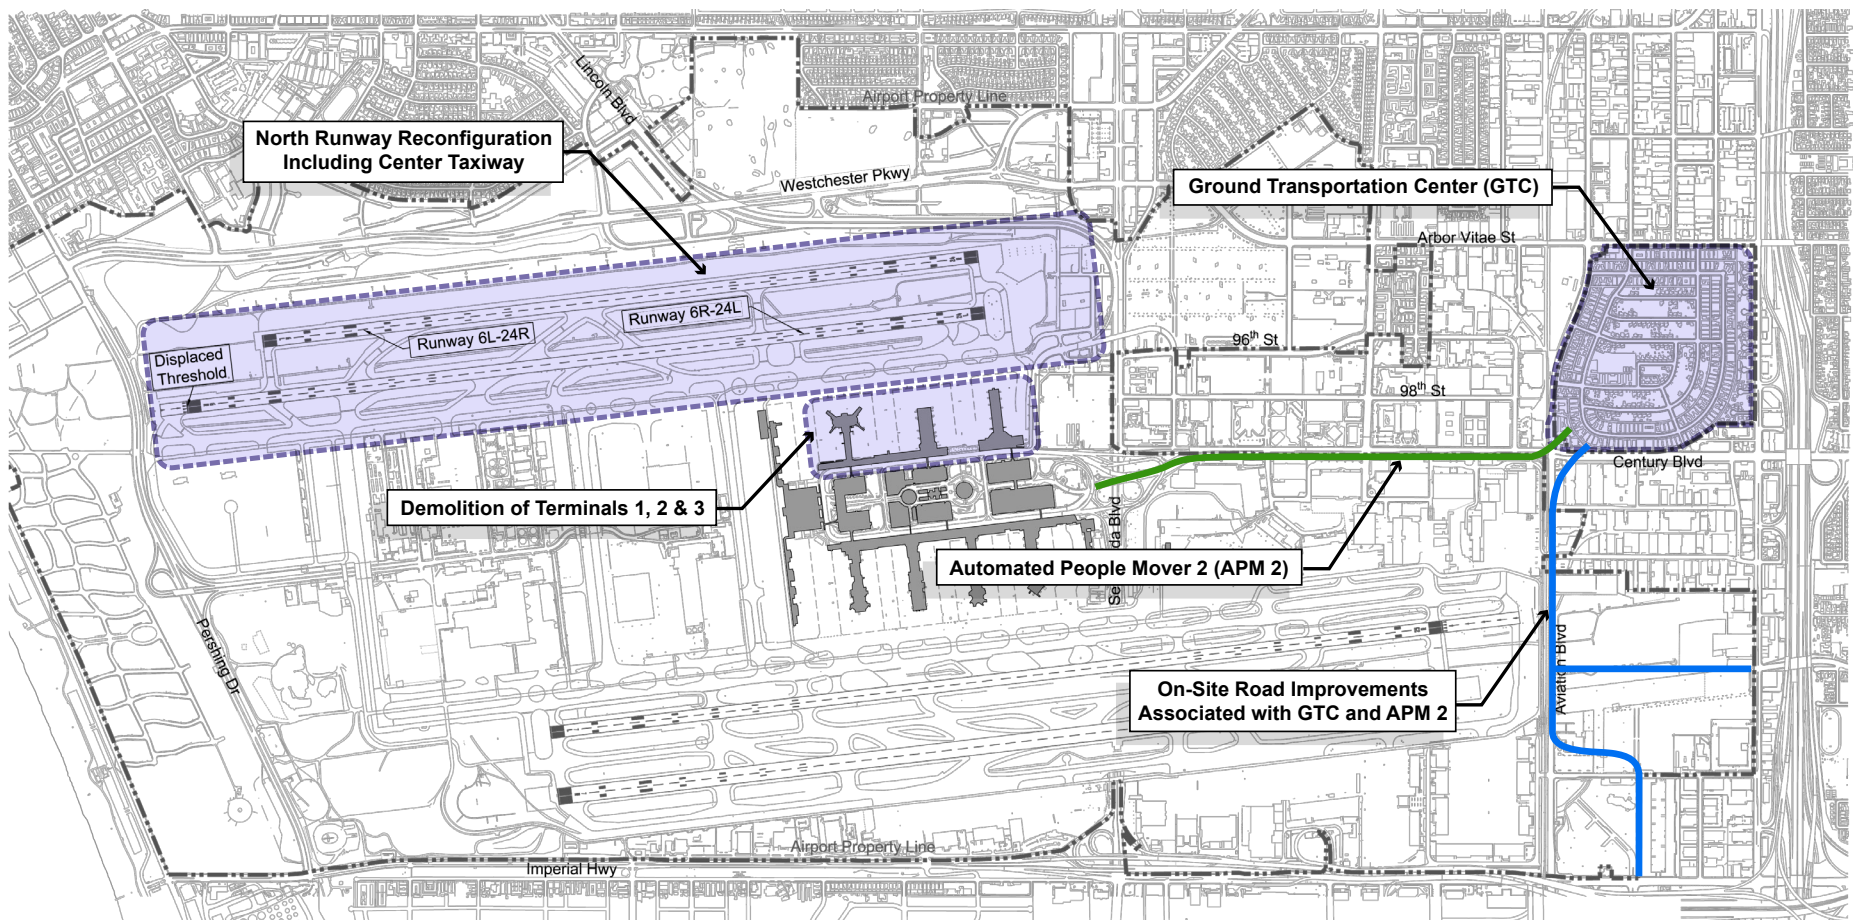 Lincoln Blvd
Airport Property Line
North Runway Reconfiguration
Including Center Taxiway
Westchester Pkwy
Ground Transportation Center (GTC)
Arbor Vitae St
Runway 6R-24L
Runway 6L-24R
Displaced
Threshold
96th St
98th St
Century Blvd
Demolition of Terminals 1, 2 & 3
Automated People Mover 2 (APM 2)
Se
da Blvd
Pershing Dr
Aviation Blvd
On-Site Road Improvements
Associated with GTC and APM 2
Airport Property Line
Imperial Hwy